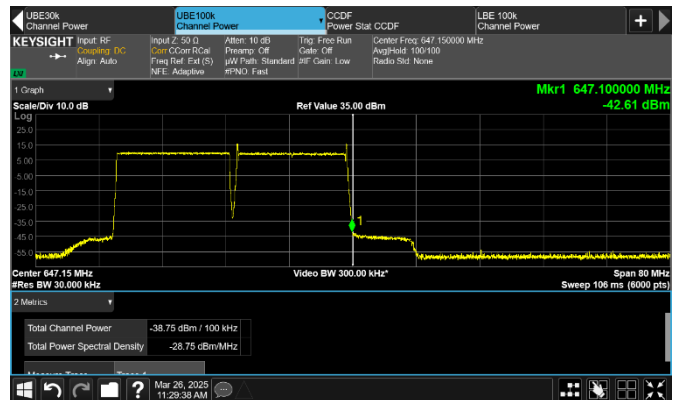 UBE30k
Channel Power
UBE100k
Channel Power
CCDF
Power Stat CCDF
LBE 100k
Channel Power
+
KEYSIGHT
Input: RF
Coupling: DC
Align: Auto
LXI
Input Z: 50 Ω
Corr CCorr RCal
Freq Ref: Ext (S)
NFE: Adaptive
Atten: 10 dB
Preamp: Off
µW Path: Standard
#PNO: Fast
Trig: Free Run
Gate: Off
#IF Gain: Low
Center Freq: 647.150000 MHz
Avg|Hold: 100/100
Radio Std: None
1 Graph
Mkr1 647.100000 MHz
-42.61 dBm
Scale/Div 10.0 dB
Ref Value 35.00 dBm
Log
25.0
15.0
5.00
-5.00
-15.0
-25.0
-35.0
-45.0
-55.0
1
Center 647.15 MHz
#Res BW 30.000 kHz
Video BW 300.00 kHz*
Span 80 MHz
Sweep 106 ms (6000 pts)
2 Metrics
Total Channel Power
-38.75 dBm / 100 kHz
Total Power Spectral Density
-28.75 dBm/MHz
Measure Trace
Trace 1
?
Mar 26, 2025
11:29:38 AM